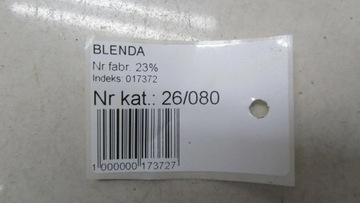 BLENDA
Nr fabr. 23%
Indeks: 017372
Nr kat.: 26/080
1 000000 173727